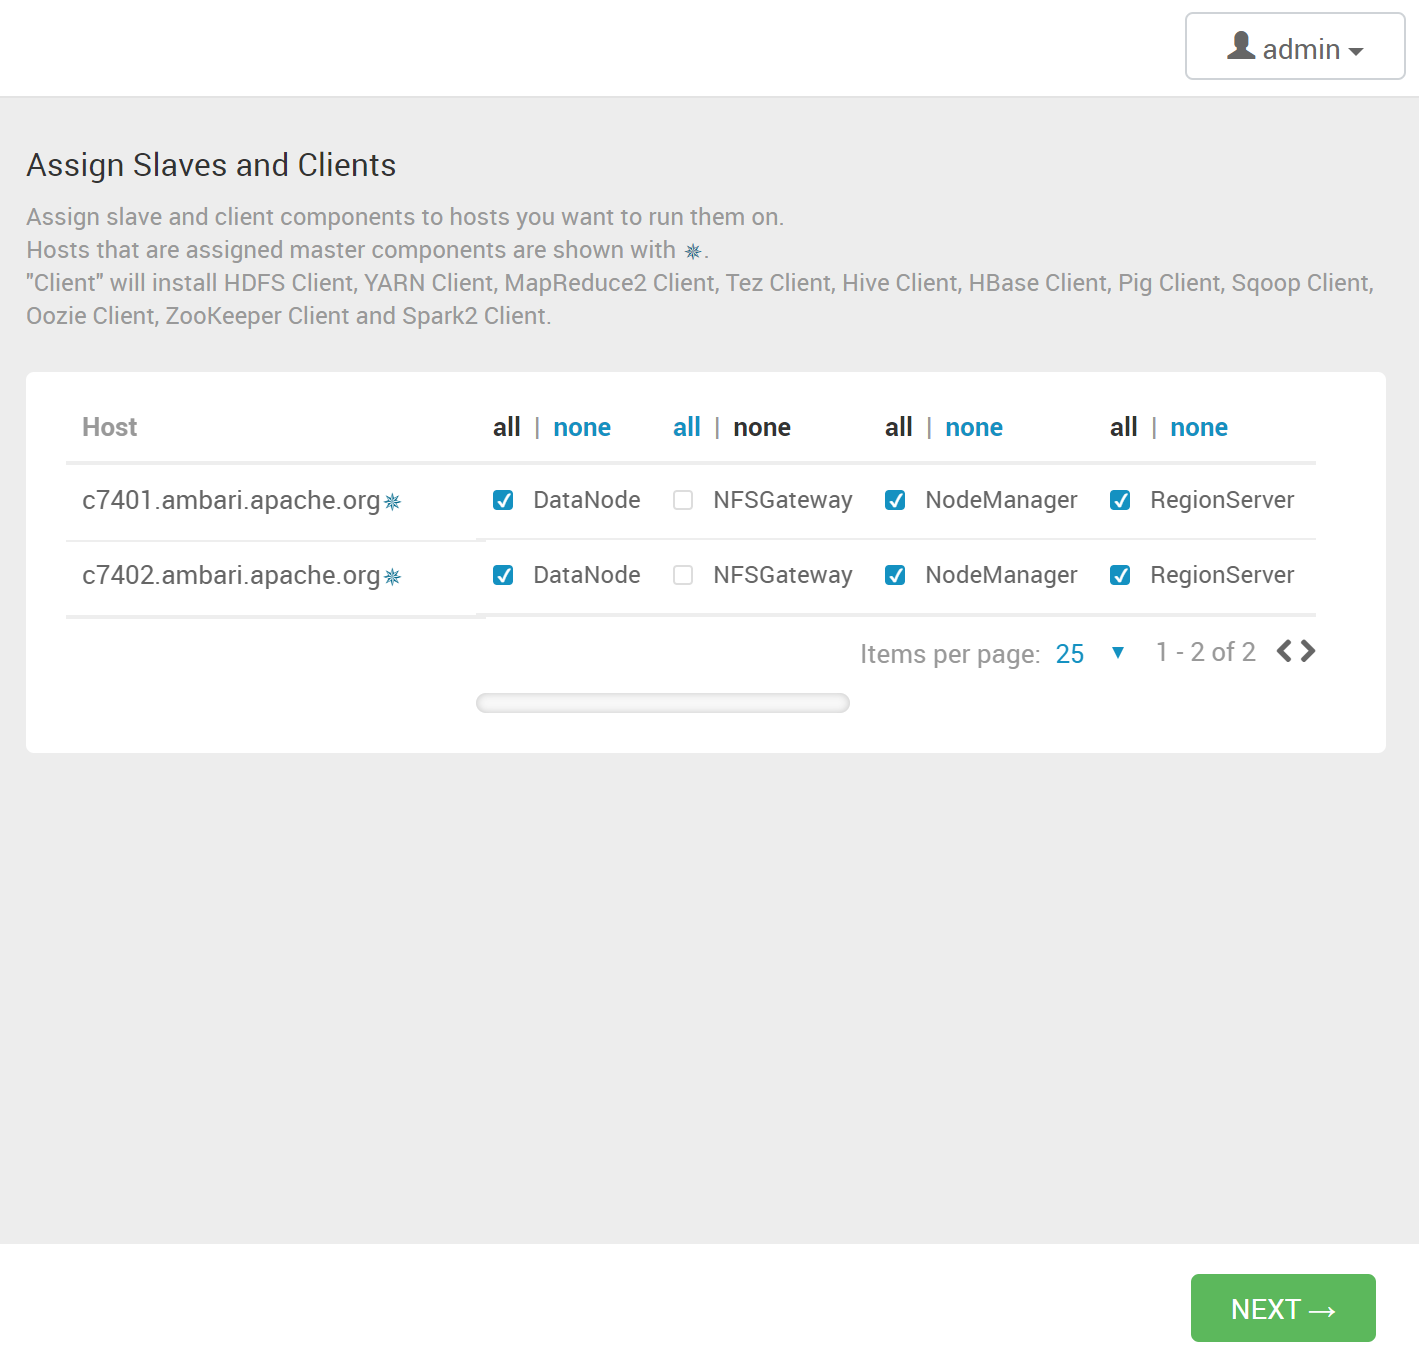 admin
Assign Slaves and Clients
Assign slave and client components to hosts you want to run them on.
Hosts that are assigned master components are shown with ✵.
"Client" will install HDFS Client, YARN Client, MapReduce2 Client, Tez Client, Hive Client, HBase Client, Pig Client, Sqoop Client,
Oozie Client, ZooKeeper Client and Spark2 Client.
Host all | none all | none all | none all | none
c7401.ambari.apache.org✵ DataNode NFSGateway NodeManager RegionServer
c7402.ambari.apache.org✵ DataNode NFSGateway NodeManager RegionServer
Items per page: 25 1 - 2 of 2
NEXT →